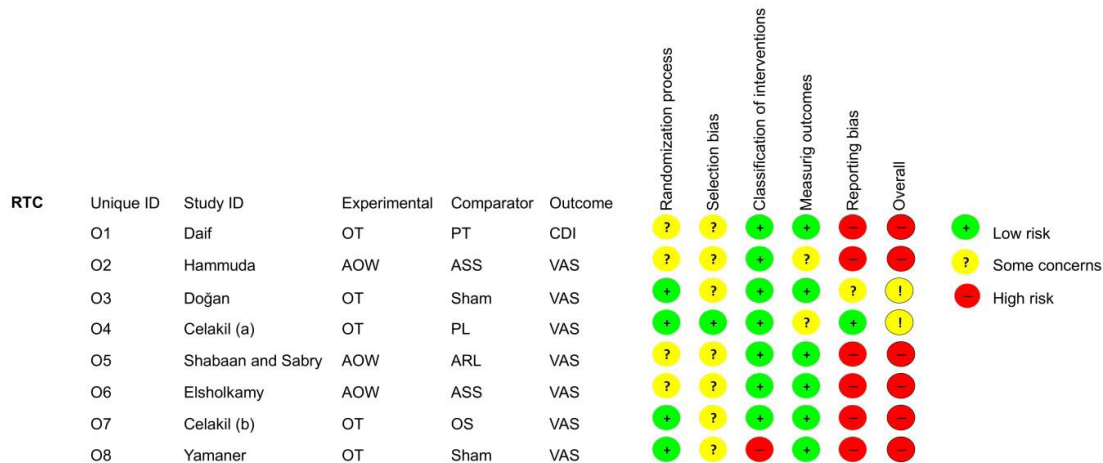 Randomization process
Selection bias
Classification of interventions
Measurig outcomes
Reporting bias
Overall
RTC Unique ID Study ID Experimental Comparator Outcome
O1 Daif OT PT CDI ? ? + + − −
O2 Hammuda AOW ASS VAS ? ? + ? − −
O3 Doğan OT Sham VAS + ? + + ? !
O4 Celakil (a) OT PL VAS + + + ? + !
O5 Shabaan and Sabry AOW ARL VAS ? ? + + − −
O6 Elsholkamy AOW ASS VAS ? ? + + − −
O7 Celakil (b) OT OS VAS + ? + + − −
O8 Yamaner OT Sham VAS + ? − + − −
+ Low risk
? Some concerns
− High risk